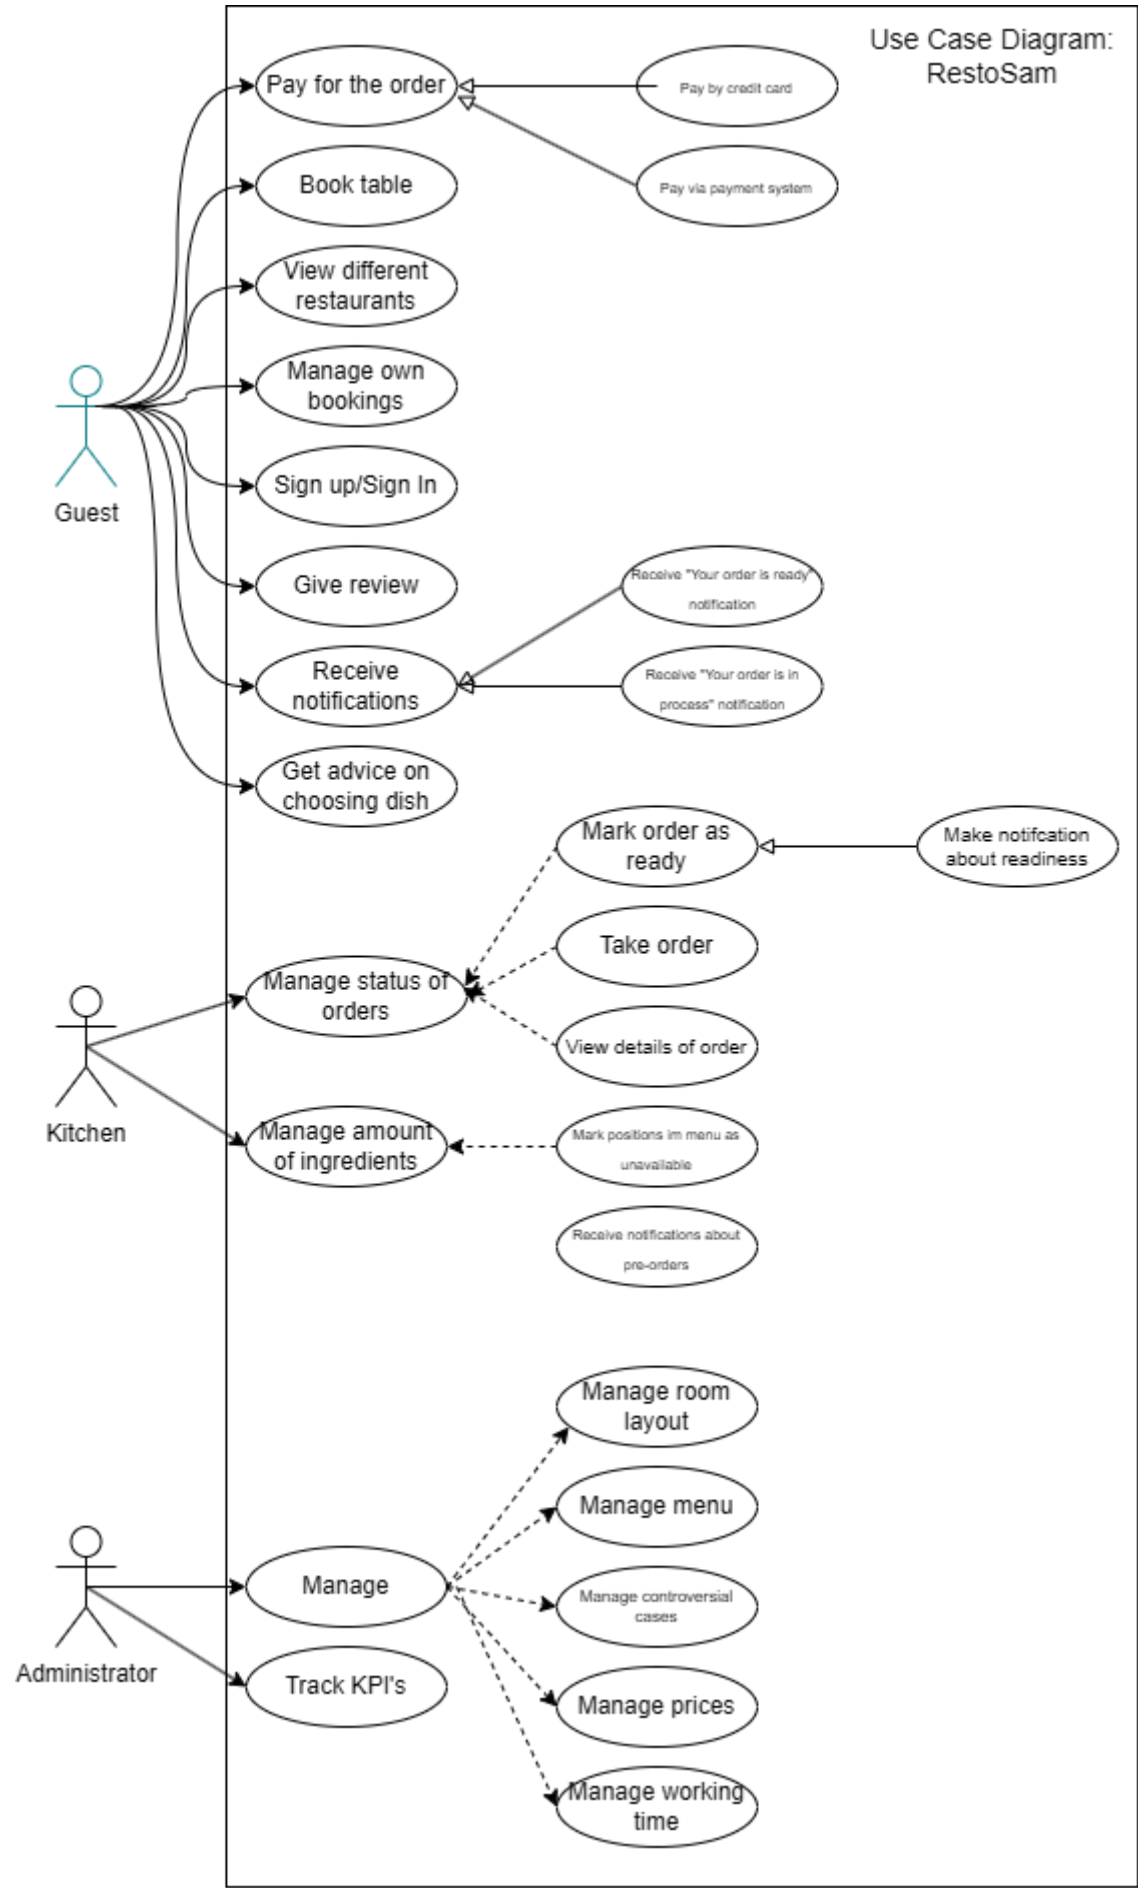 Use Case Diagram:
RestoSam
Pay for the order
Pay by credit card
Book table
Pay via payment system
View different
restaurants
Manage own
bookings
Sign up/Sign In
Guest
Give review
Receive "Your order is ready"
notification
Receive
notifications
Receive "Your order is in
process" notification
Get advice on
choosing dish
Mark order as
ready
Make notifcation
about readiness
Take order
Manage status of
orders
View details of order
Kitchen
Manage amount
of ingredients
Mark positions im menu as
unavailable
Receive notifications about
pre-orders
Manage room
layout
Manage menu
Manage
Manage controversial
cases
Administrator
Track KPI's
Manage prices
Manage working
time